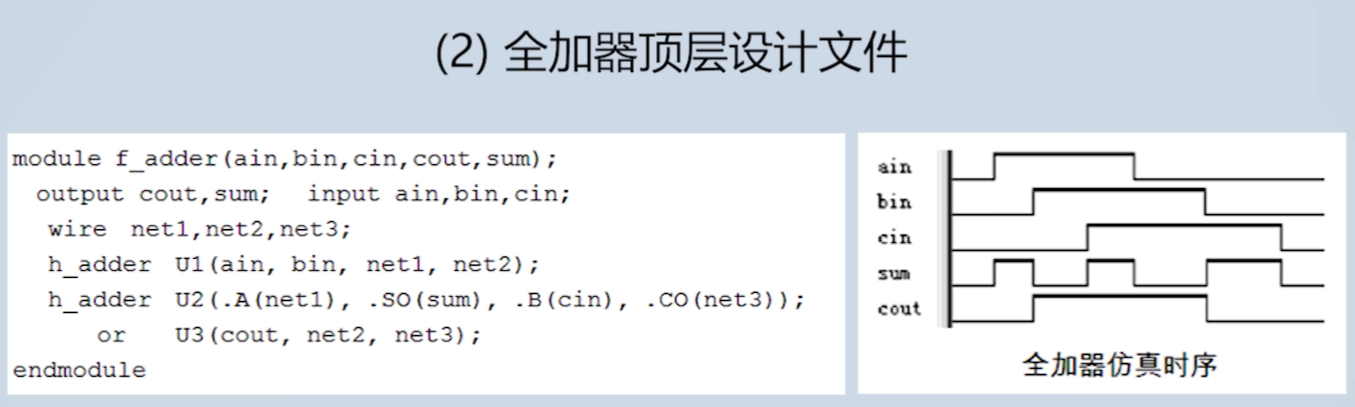 (2) 全加器顶层设计文件
module f_adder(ain,bin,cin,cout,sum);
output cout,sum; input ain,bin,cin;
wire net1,net2,net3;
h_adder U1(ain, bin, net1, net2);
h_adder U2(.A(net1), .SO(sum), .B(cin), .CO(net3));
or U3(cout, net2, net3);
endmodule
ain
bin
cin
sum
cout
全加器仿真时序